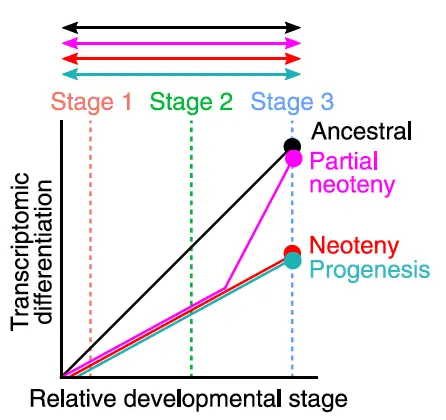 Stage 1 Stage 2 Stage 3
Ancestral
Partial
neoteny
Neoteny
Progenesis
Transcriptomic
differentiation
Relative developmental stage